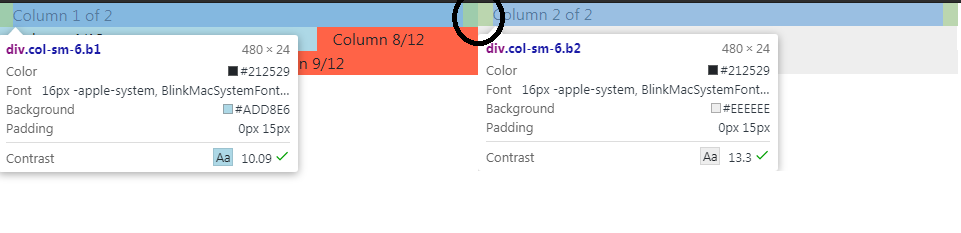 Column 1 of 2
Column 2 of 2
Column 8/12
n 9/12
div.col-sm-6.b1 480 × 24
Color #212529
Font 16px -apple-system, BlinkMacSystemFont...
Background #ADD8E6
Padding 0px 15px
Contrast Aa 10.09
div.col-sm-6.b2 480 × 24
Color #212529
Font 16px -apple-system, BlinkMacSystemFont...
Background #EEEEEE
Padding 0px 15px
Contrast Aa 13.3